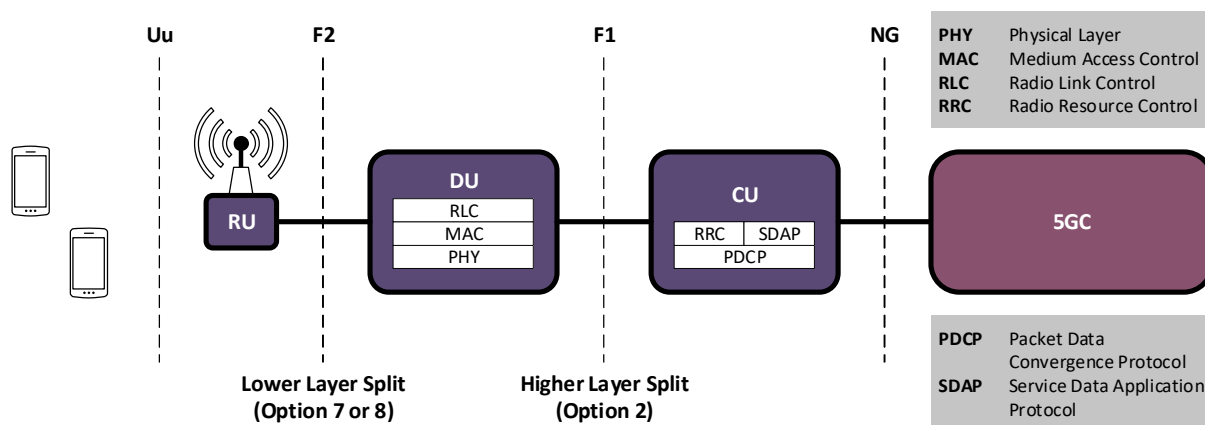 Uu
F2
F1
NG
PHY Physical Layer
MAC Medium Access Control
RLC Radio Link Control
RRC Radio Resource Control
RU
DU
RLC
MAC
PHY
CU
RRC SDAP
PDCP
5GC
Lower Layer Split
(Option 7 or 8)
Higher Layer Split
(Option 2)
PDCP Packet Data
Convergence Protocol
SDAP Service Data Application
Protocol